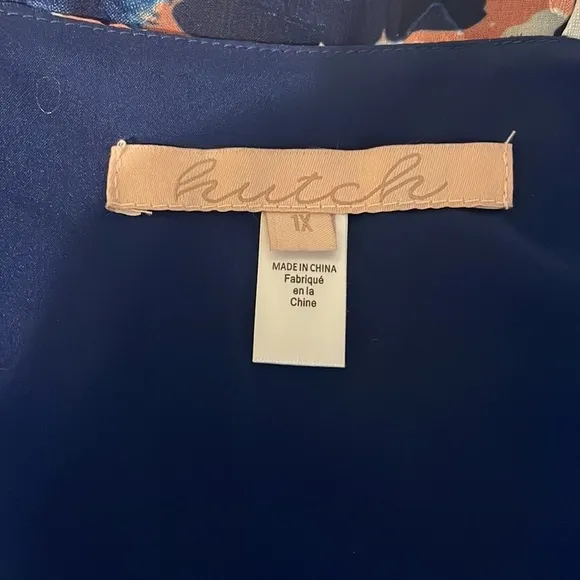 hutch
1X
MADE IN CHINA
Fabriqué
en la
Chine